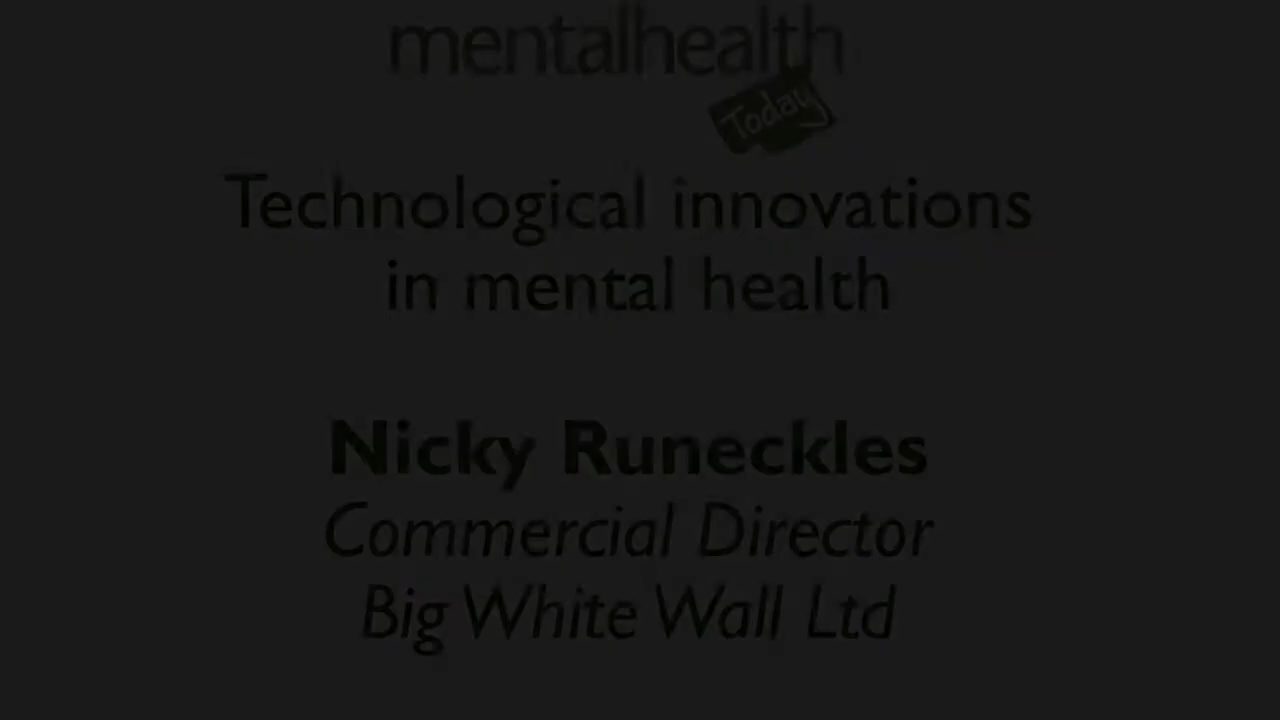 mentalhealth
Today
Technological innovations
in mental health
Nicky Runeckles
Commercial Director
Big White Wall Ltd